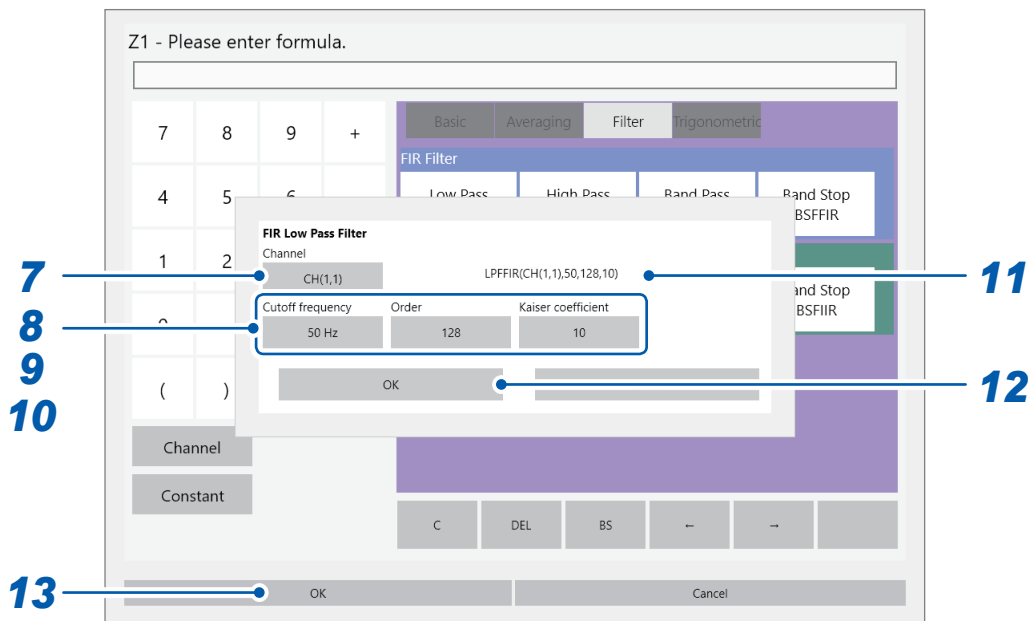 Z1 - Please enter formula.
7 8 9 +
Basic Averaging Filter Trigonometric
FIR Filter
4 5 6
Low Pass High Pass Band Pass Band Stop
BSFFIR
1 2
FIR Low Pass Filter
Channel
CH(1,1)
LPFFIR(CH(1,1),50,128,10)
and Stop
BSFIIR
Cutoff frequency Order Kaiser coefficient
50 Hz 128 10
OK
( )
Channel
Constant
C DEL BS ← →
OK Cancel
7
8
9
10
11
12
13